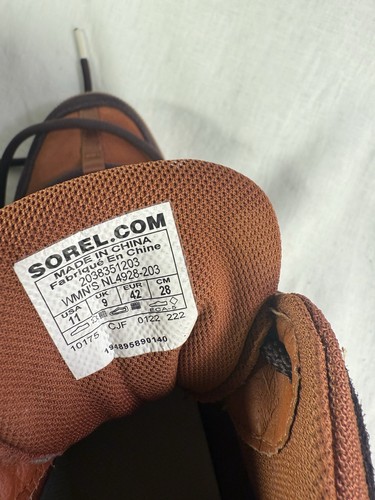 SOREL.COM
MADE IN CHINA
Fabriqué En Chine
2038351203
WMN'S NL4928-203
USA UK EUR CM
11 9 42 28
10175 CJF 0122 222
194895890140